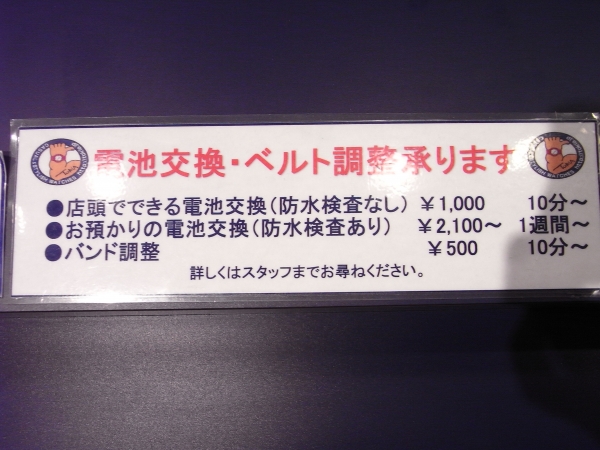 電池交換・ベルト調整承ります
●店頭でできる電池交換(防水検査なし) ￥1,000 10分～
●お預かりの電池交換(防水検査あり) ￥2,100～ 1週間～
●バンド調整 ￥500 10分～
詳しくはスタッフまでお尋ねください。